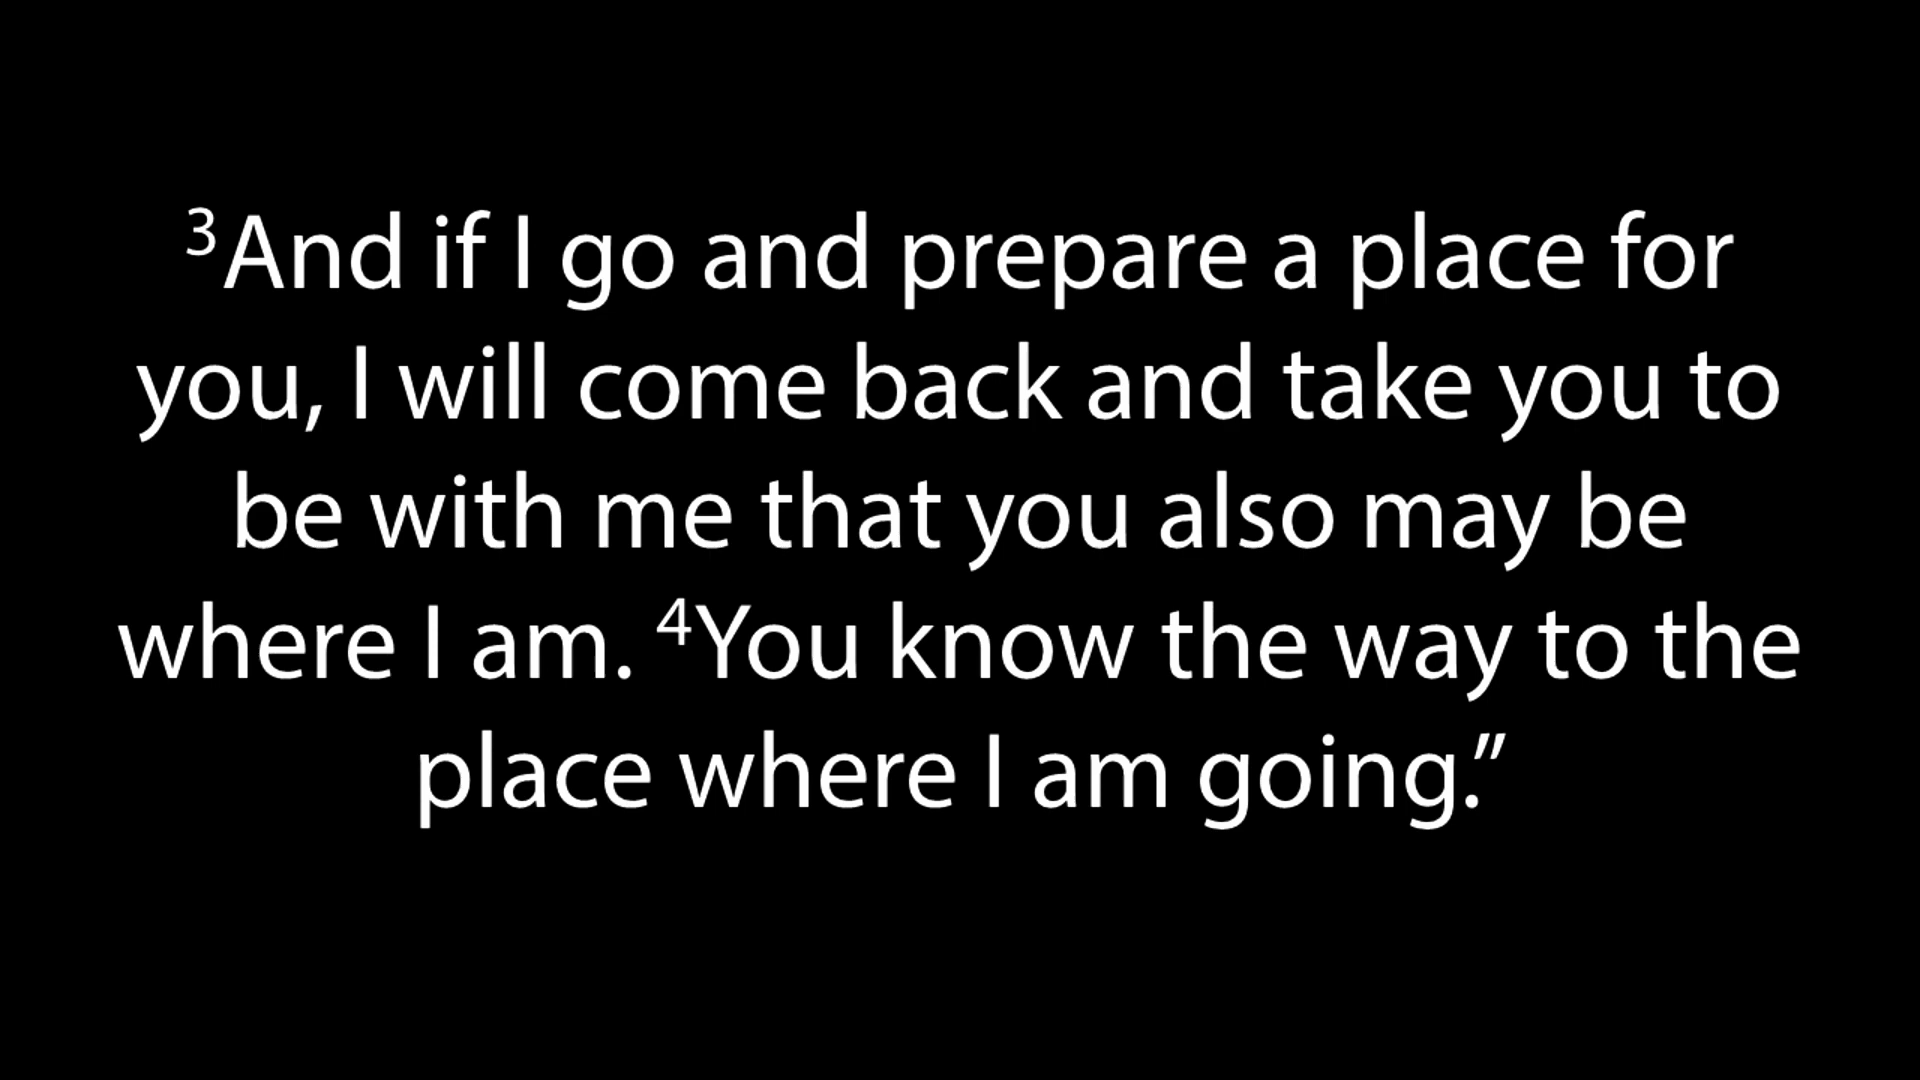 ³And if I go and prepare a place for
you, I will come back and take you to
be with me that you also may be
where I am. ⁴You know the way to the
place where I am going.”